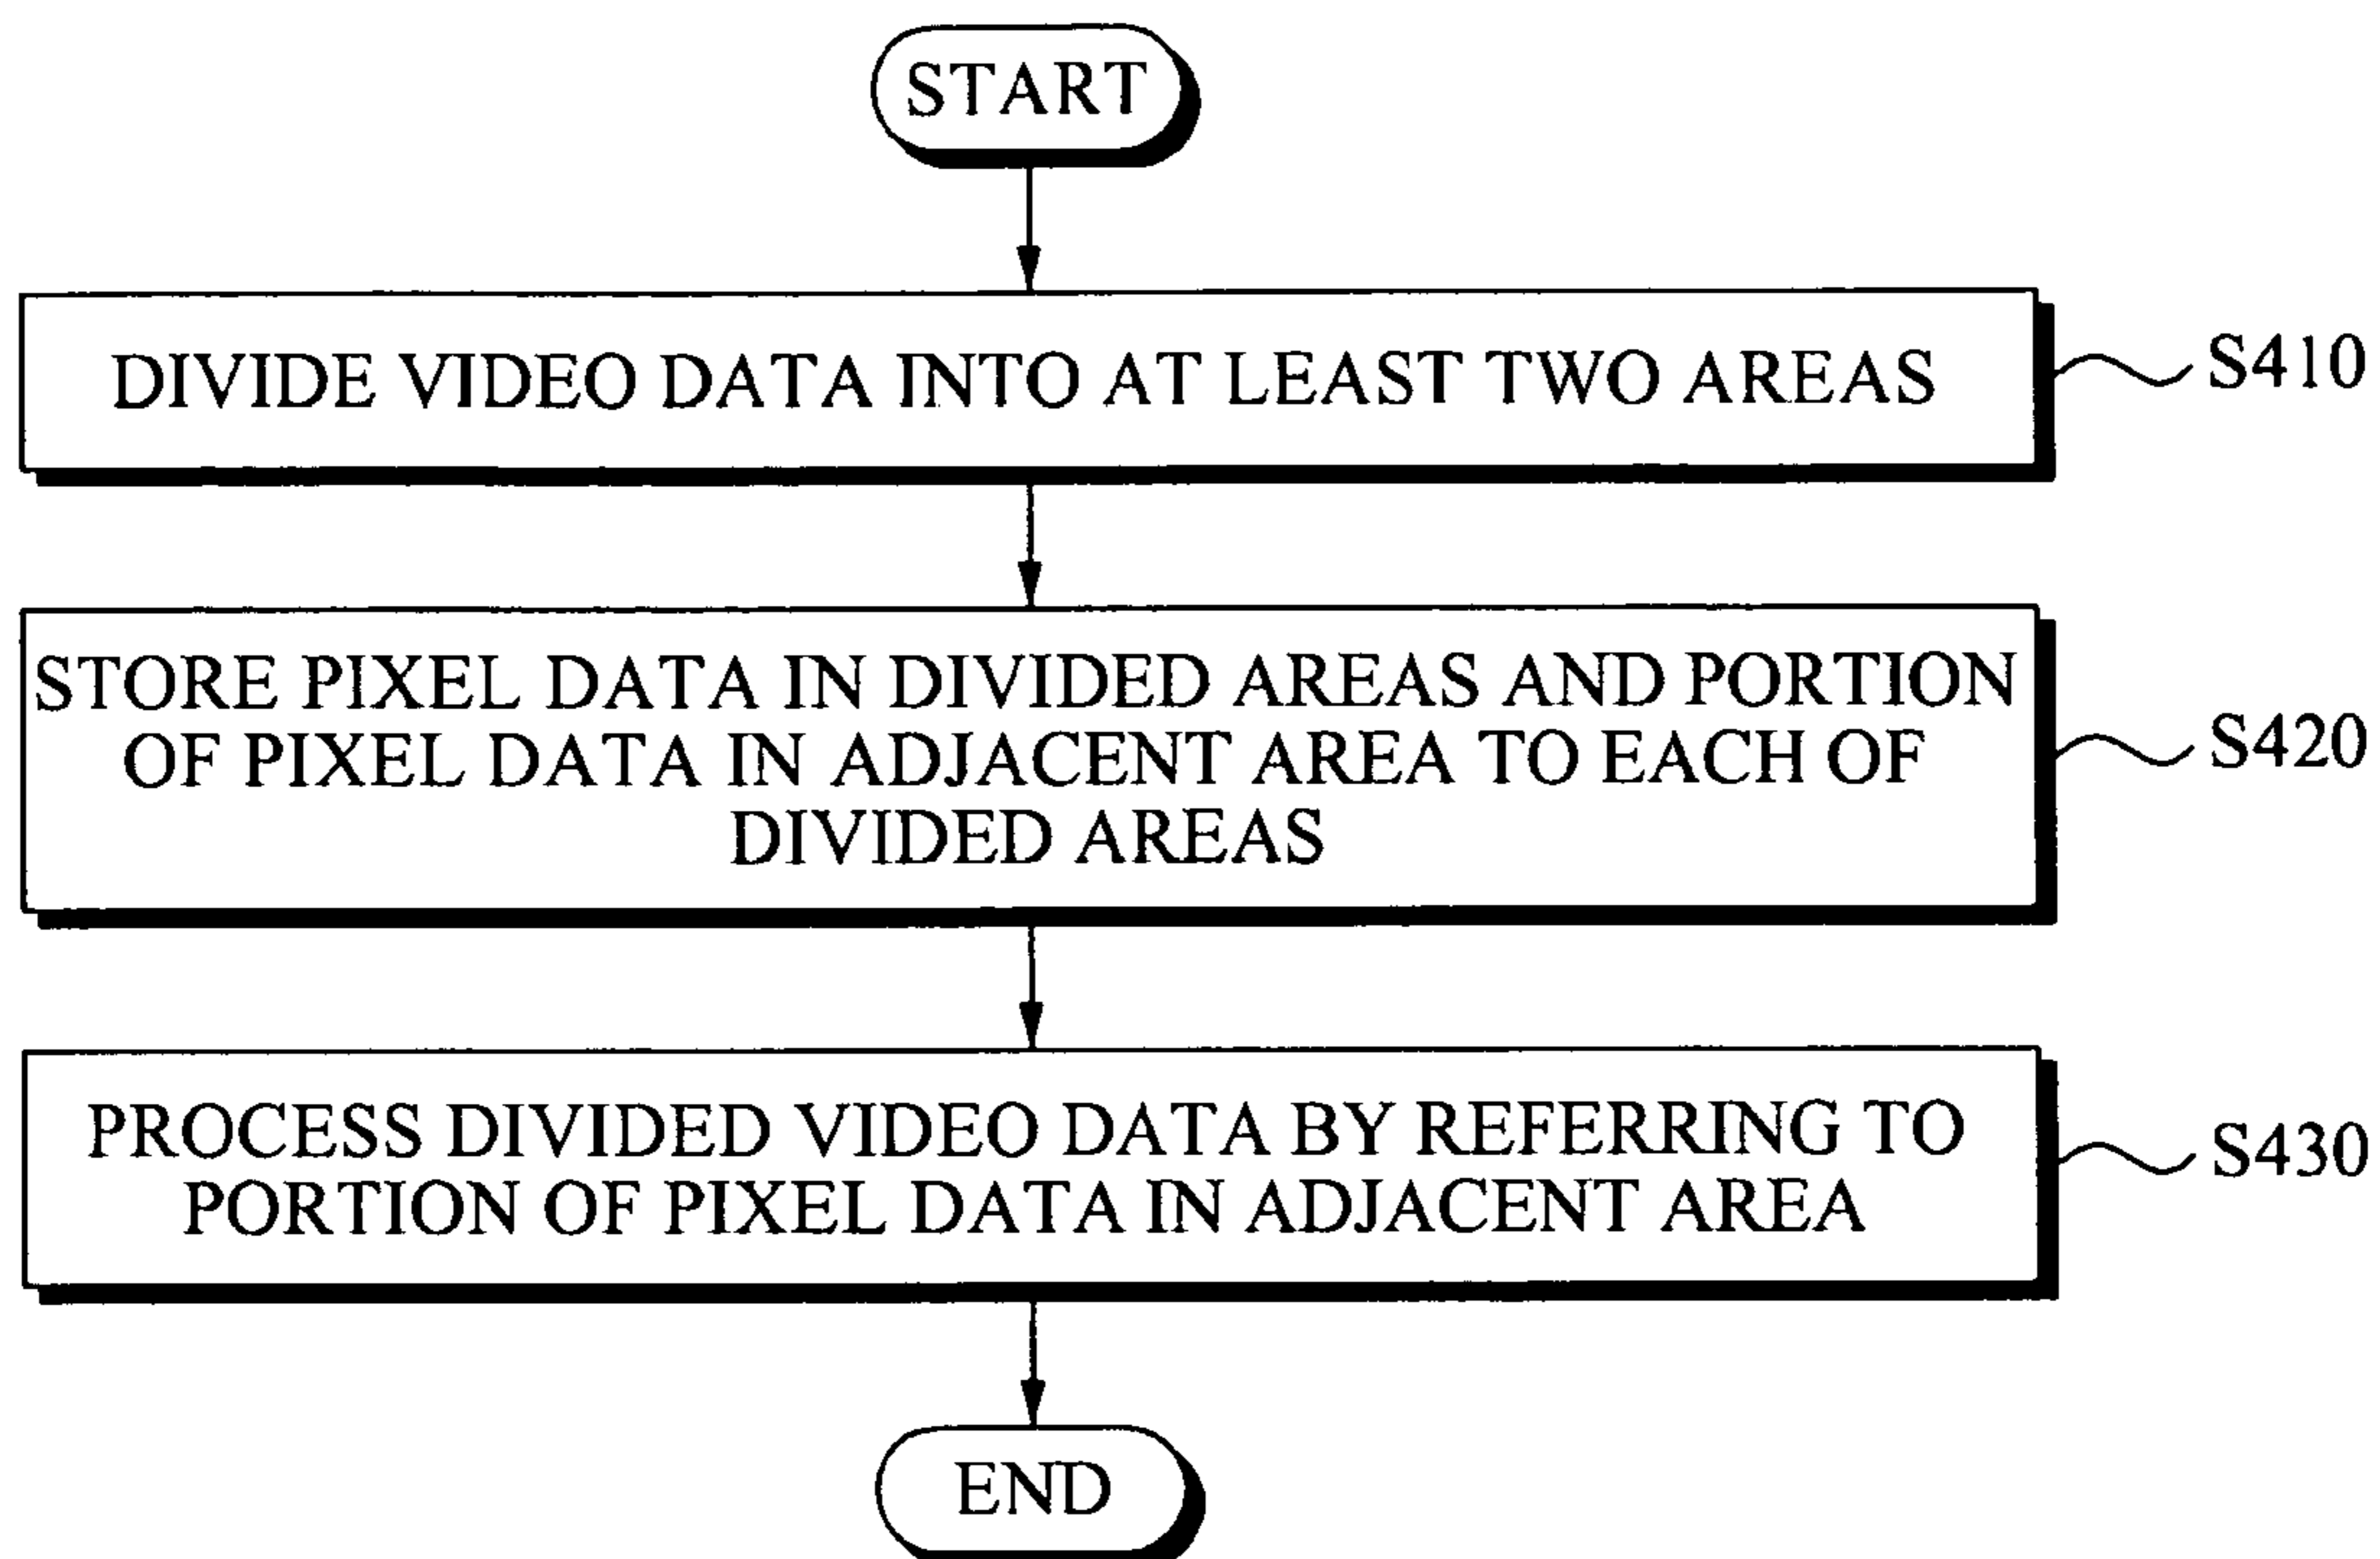 START
DIVIDE VIDEO DATA INTO AT LEAST TWO AREAS
S410
STORE PIXEL DATA IN DIVIDED AREAS AND PORTION
OF PIXEL DATA IN ADJACENT AREA TO EACH OF
DIVIDED AREAS
S420
PROCESS DIVIDED VIDEO DATA BY REFERRING TO
PORTION OF PIXEL DATA IN ADJACENT AREA
S430
END